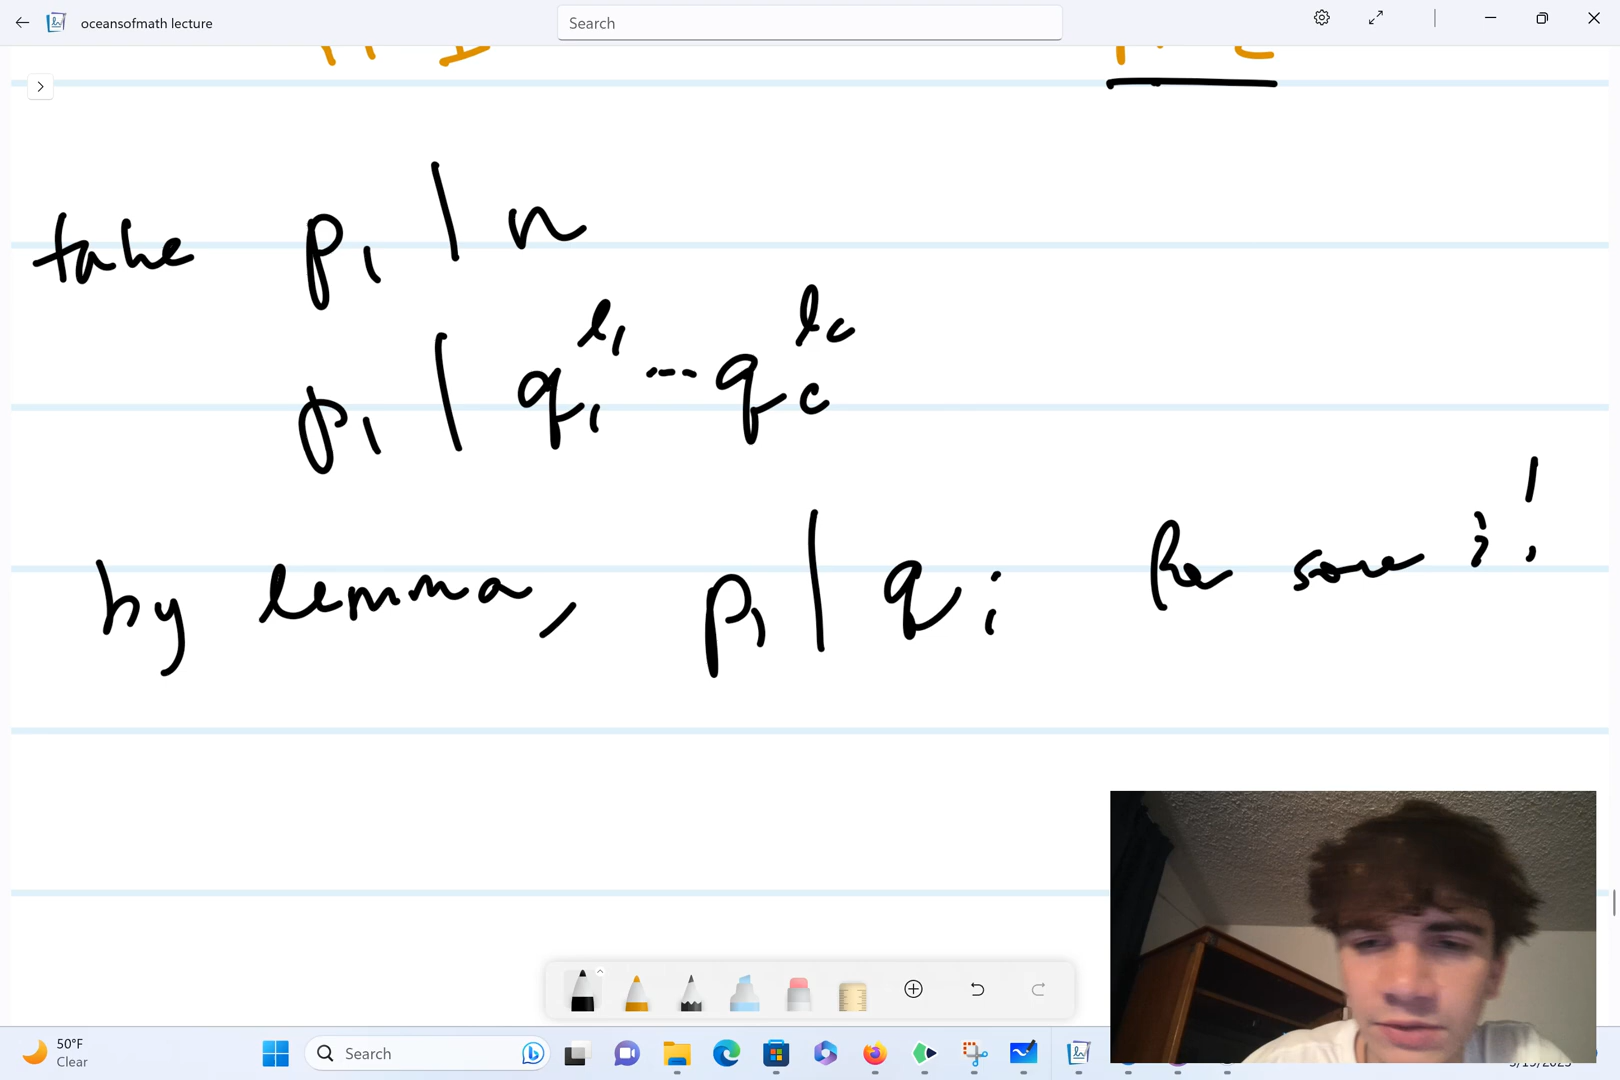 oceansofmath lecture
Search
take p₁ | n
p₁ | q₁^l₁ ... q_c^l_c
by lemma, p₁ | qᵢ for some i!
50°F
Clear
Search